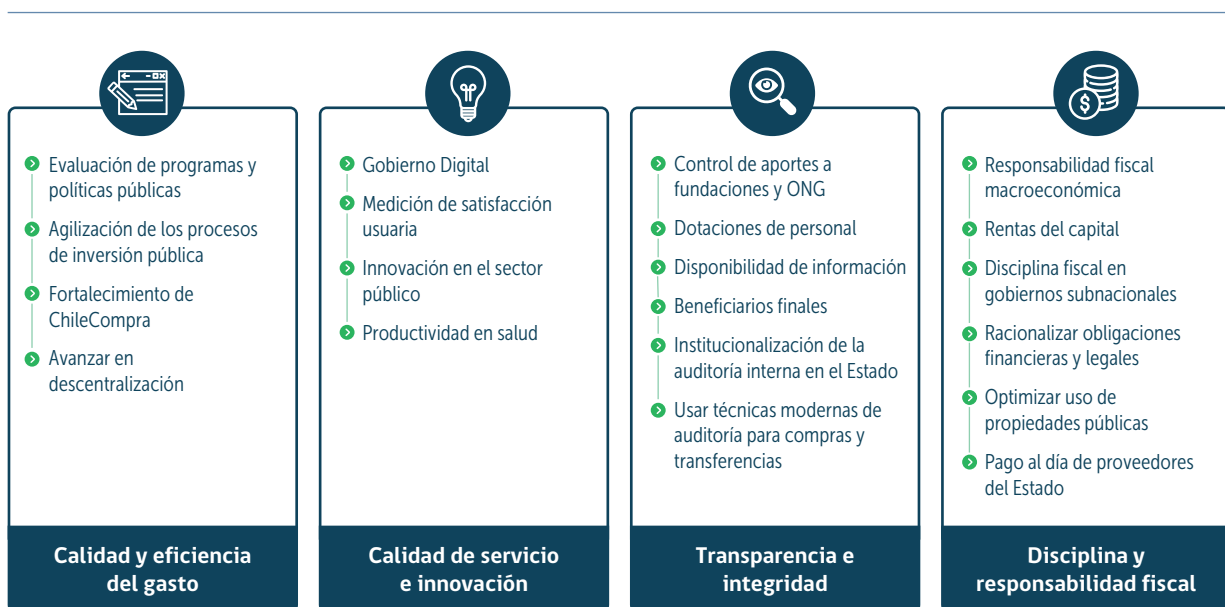 Evaluación de programas y
políticas públicas
Agilización de los procesos
de inversión pública
Fortalecimiento de
ChileCompra
Avanzar en
descentralización
Calidad y eficiencia
del gasto
Gobierno Digital
Medición de satisfacción
usuaria
Innovación en el sector
público
Productividad en salud
Calidad de servicio
e innovación
Control de aportes a
fundaciones y ONG
Dotaciones de personal
Disponibilidad de información
Beneficiarios finales
Institucionalización de la
auditoría interna en el Estado
Usar técnicas modernas de
auditoría para compras y
transferencias
Transparencia e
integridad
$
Responsabilidad fiscal
macroeconómica
Rentas del capital
Disciplina fiscal en
gobiernos subnacionales
Racionalizar obligaciones
financieras y legales
Optimizar uso de
propiedades públicas
Pago al día de proveedores
del Estado
Disciplina y
responsabilidad fiscal